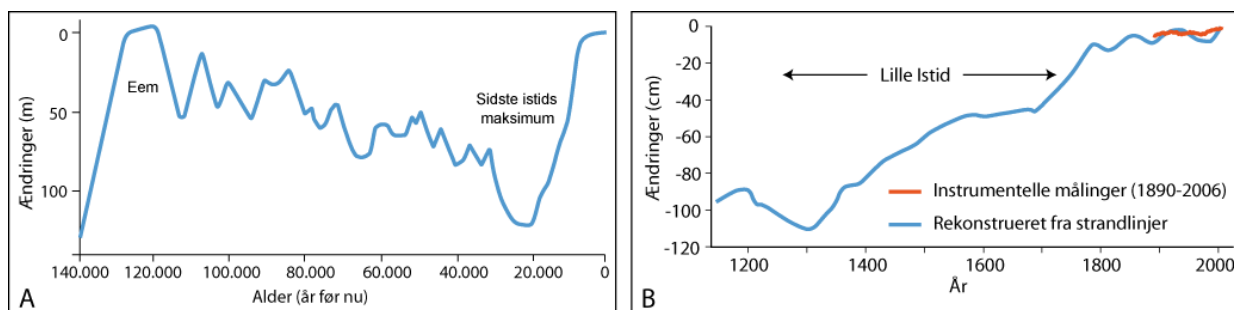 0
50
100
Ændringer (m)
Eem
Sidste istids
maksimum
140.000 120.000 100.000 80.000 60.000 40.000 20.000 0
Alder (år før nu)
A
0
-20
-40
-60
-80
-100
-120
Ændringer (cm)
Lille Istid
Instrumentelle målinger (1890-2006)
Rekonstrueret fra strandlinjer
1200 1400 1600 1800 2000
År
B